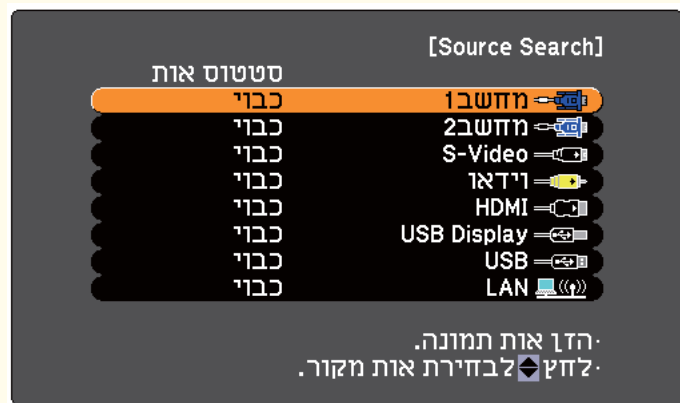 [Source Search]
סטטוס אות
מחשב1 כבוי
מחשב2 כבוי
S-Video כבוי
וידאו כבוי
HDMI כבוי
USB Display כבוי
USB כבוי
LAN כבוי
·הזן אות תמונה.
·לחץ לבחירת אות מקור.